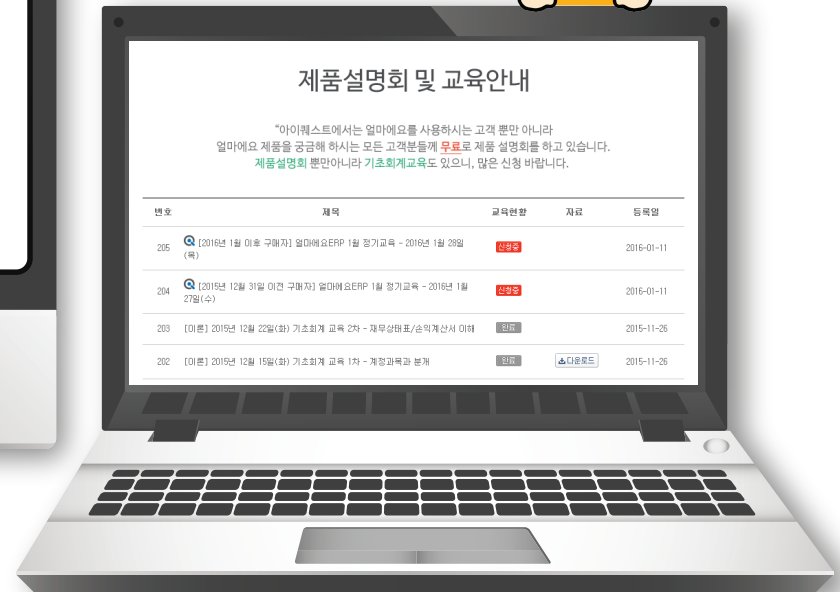 제품설명회 및 교육안내
"아이퀘스트에서는 얼마에요를 사용하시는 고객 뿐만 아니라
얼마에요 제품을 궁금해 하시는 모든 고객분들께 무료로 제품 설명회를 하고 있습니다.
제품설명회 뿐만아니라 기초회계교육도 있으니, 많은 신청 바랍니다.
번호 제목 교육현황 자료 등록일
205 [2016년 1월 이후 구매자] 얼마에요ERP 1월 정기교육 - 2016년 1월 28일
(목) 신청중 2016-01-11
204 [2015년 12월 31일 이전 구매자] 얼마에요ERP 1월 정기교육 - 2016년 1월
27일(수) 신청중 2016-01-11
203 [이론] 2015년 12월 22일(화) 기초회계 교육 2차 - 재무상태표/손익계산서 이해 완료 2015-11-26
202 [이론] 2015년 12월 15일(화) 기초회계 교육 1차 - 계정과목과 분개 완료 다운로드 2015-11-26